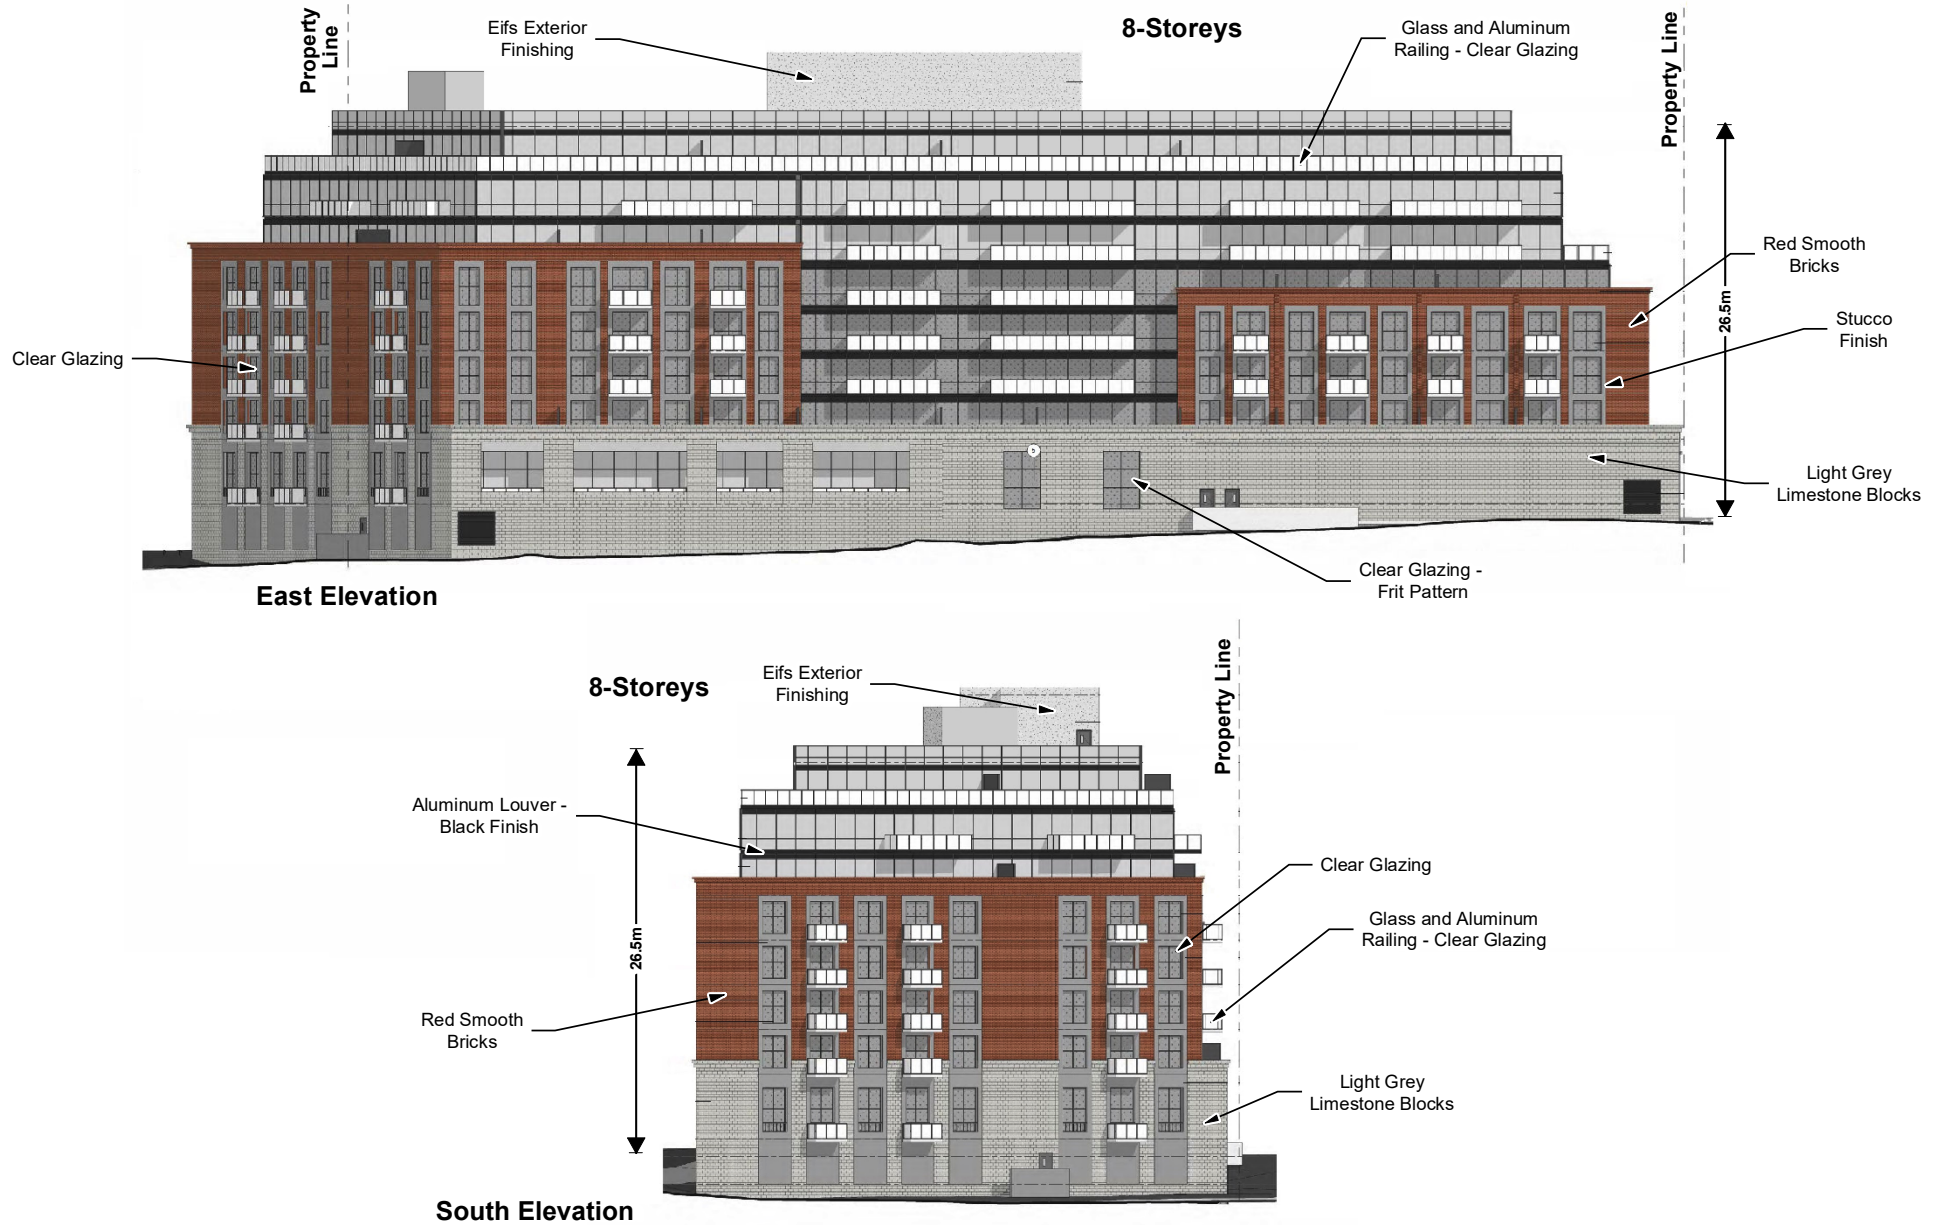 Property
Line
Eifs Exterior
Finishing
8-Storeys
Glass and Aluminum
Railing - Clear Glazing
Property Line
Red Smooth
Bricks
26.5m
Stucco
Finish
Clear Glazing
5
Light Grey
Limestone Blocks
Clear Glazing -
Frit Pattern
East Elevation
8-Storeys
Eifs Exterior
Finishing
Property Line
Aluminum Louver -
Black Finish
Clear Glazing
Glass and Aluminum
Railing - Clear Glazing
26.5m
Red Smooth
Bricks
Light Grey
Limestone Blocks
South Elevation